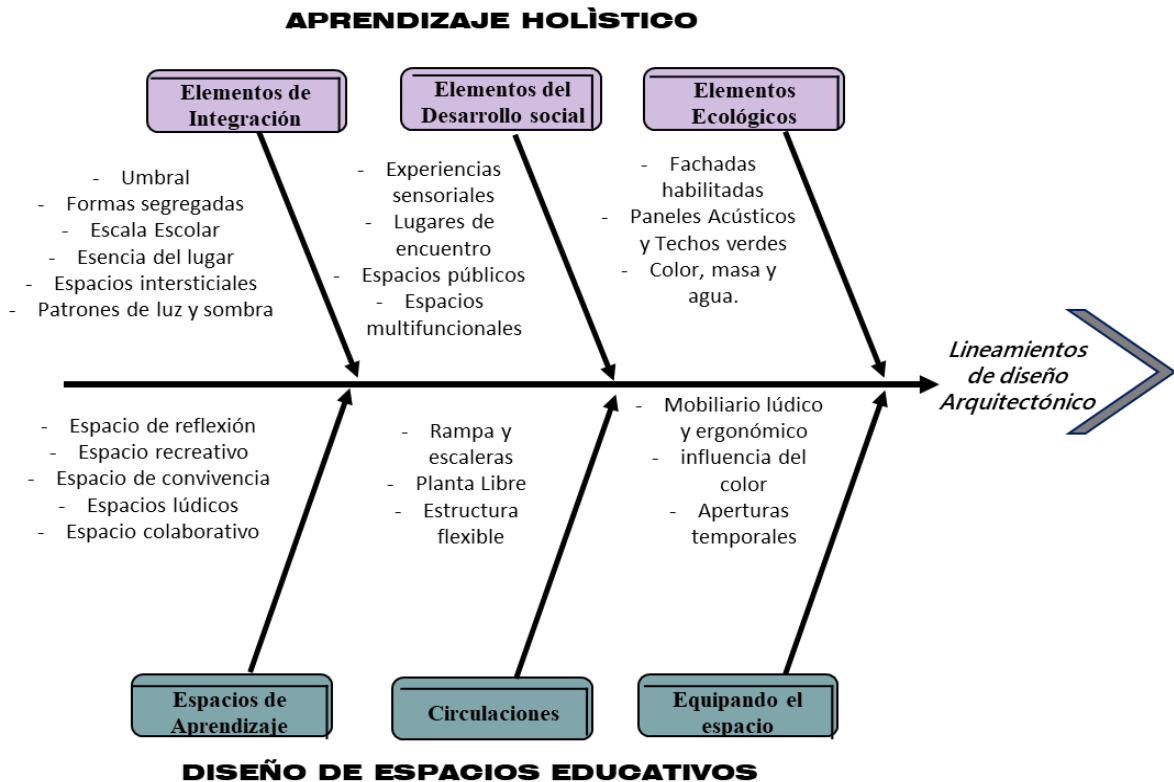 APRENDIZAJE HOLÌSTICO
Elementos de
Integración
Elementos del
Desarrollo social
Elementos
Ecológicos
- Umbral
- Formas segregadas
- Escala Escolar
- Esencia del lugar
- Espacios intersticiales
- Patrones de luz y sombra
- Experiencias
sensoriales
- Lugares de
encuentro
- Espacios públicos
- Espacios
multifuncionales
- Fachadas
habilitadas
- Paneles Acústicos
y Techos verdes
- Color, masa y
agua.
Lineamientos
de diseño
Arquitectónico
- Espacio de reflexión
- Espacio recreativo
- Espacio de convivencia
- Espacios lúdicos
- Espacio colaborativo
- Rampa y
escaleras
- Planta Libre
- Estructura
flexible
- Mobiliario lúdico
y ergonómico
- influencia del
color
- Aperturas
temporales
Espacios de
Aprendizaje
Circulaciones
Equipando el
espacio
DISEÑO DE ESPACIOS EDUCATIVOS